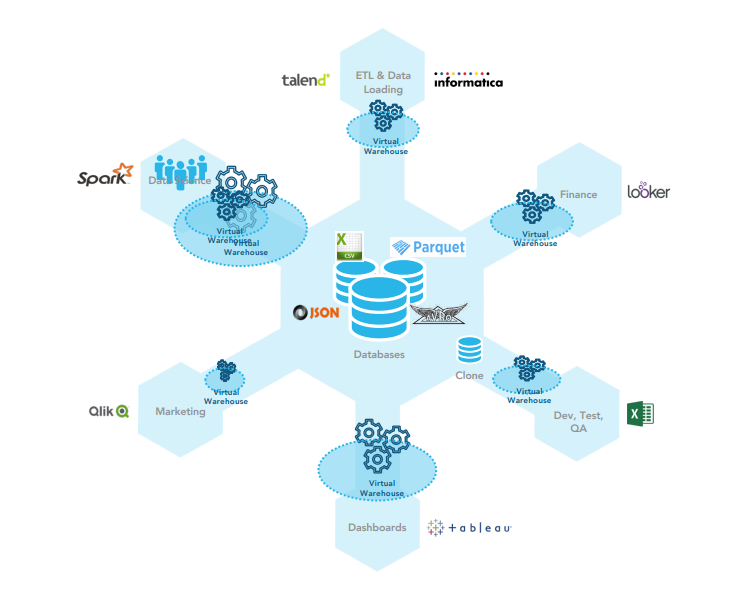 talend
ETL & Data
Loading
informatica
Virtual
Warehouse
Spark
Data Science
Virtual
Warehouse
Virtual
Warehouse
Finance
looker
Virtual
Warehouse
X
CSV
Parquet
JSON
AVRO
Databases
Clone
Virtual
Warehouse
Qlik
Marketing
Virtual
Warehouse
Dev, Test,
QA
X
Virtual
Warehouse
Dashboards
+ a b l e a u